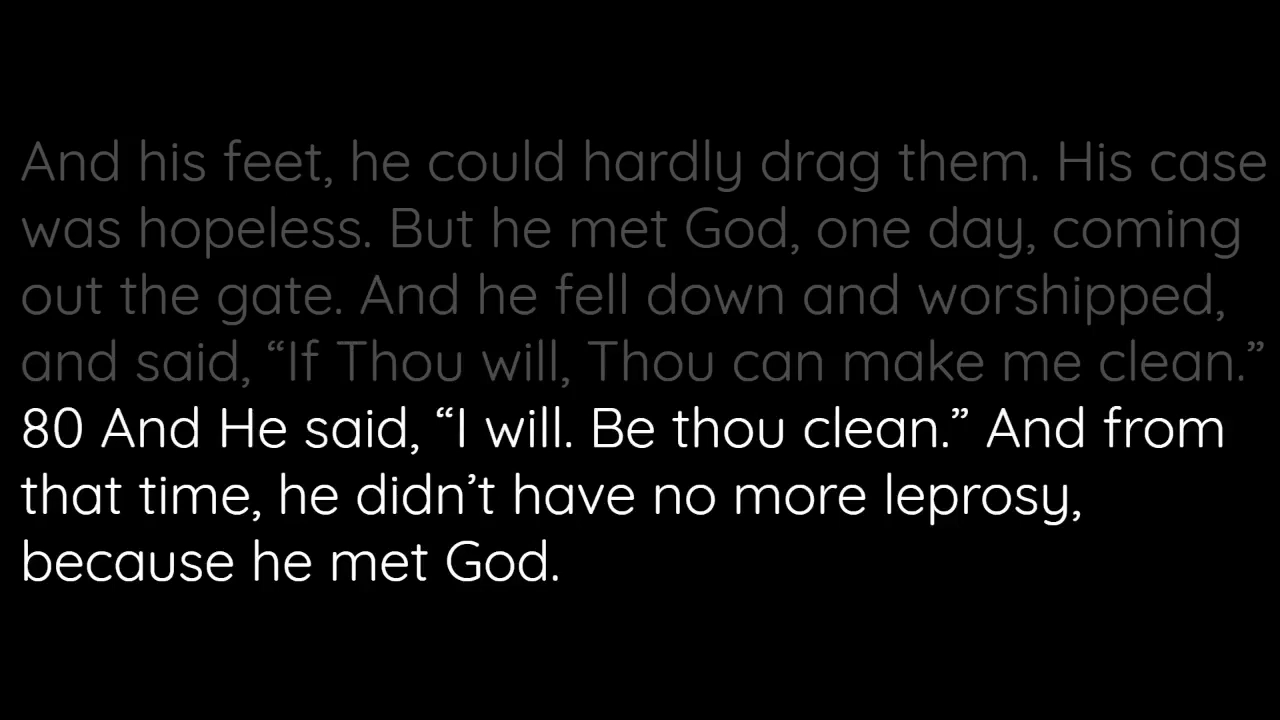 And his feet, he could hardly drag them. His case
was hopeless. But he met God, one day, coming
out the gate. And he fell down and worshipped,
and said, “If Thou will, Thou can make me clean.”
80 And He said, “I will. Be thou clean.” And from
that time, he didn’t have no more leprosy,
because he met God.